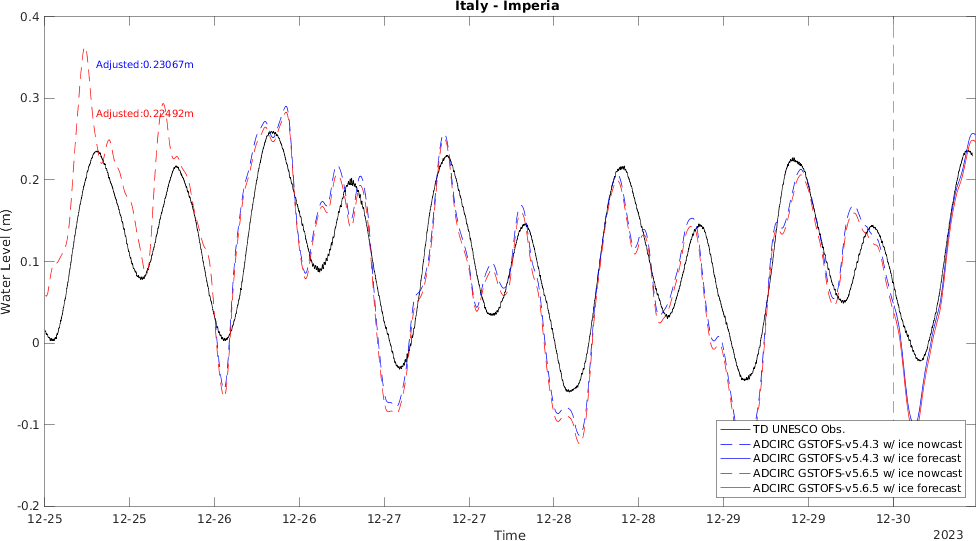 Italy - Imperia
Adjusted:0.23067m
Adjusted:0.22492m
Water Level (m)
0.4
0.3
0.2
0.1
0
-0.1
-0.2
TD UNESCO Obs.
ADCIRC GSTOFS-v5.4.3 w/ ice nowcast
ADCIRC GSTOFS-v5.4.3 w/ ice forecast
ADCIRC GSTOFS-v5.6.5 w/ ice nowcast
ADCIRC GSTOFS-v5.6.5 w/ ice forecast
12-25 12-25 12-26 12-26 12-27 12-27 12-28 12-28 12-29 12-29 12-30
Time
2023